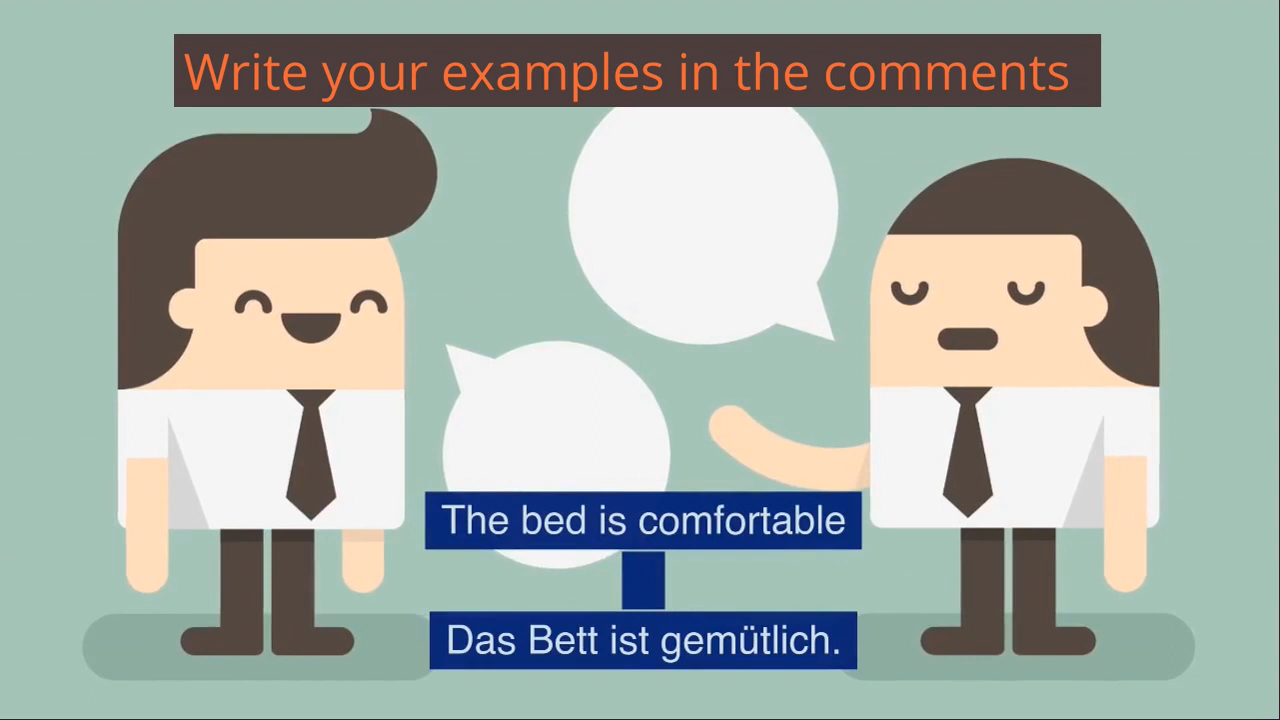 Write your examples in the comments
The bed is comfortable
Das Bett ist gemütlich.